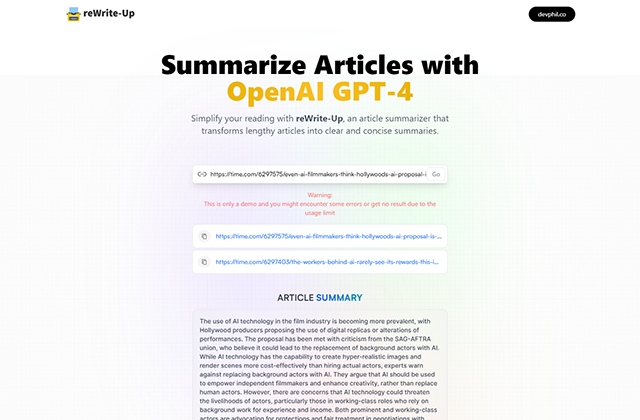 reWrite-Up
devphil.co
Summarize Articles with
OpenAI GPT-4
Simplify your reading with reWrite-Up, an article summarizer that
transforms lengthy articles into clear and concise summaries.
https://time.com/6297575/even-ai-filmmakers-think-hollywoods-ai-proposal-i
Go
Warning:
This is only a demo and you might encounter some errors or get no result due to the
usage limit
https://time.com/6297575/even-ai-filmmakers-think-hollywoods-ai-proposal-is-...
https://time.com/6297403/the-workers-behind-ai-rarely-see-its-rewards-this-i...
ARTICLE SUMMARY
The use of AI technology in the film industry is becoming more prevalent, with
Hollywood producers proposing the use of digital replicas or alterations of
performances. The proposal has been met with criticism from the SAG-AFTRA
union, who believe it could lead to the replacement of background actors with AI.
While AI technology has the capability to create hyper-realistic images and
render scenes more cost-effectively than hiring actual actors, experts warn
against replacing background actors with AI. They argue that AI should be used
to empower independent filmmakers and enhance creativity, rather than replace
human actors. However, there are concerns that AI technology could threaten
the livelihoods of actors, particularly those in working-class roles who rely on
background work for experience and income. Both prominent and working-class
actors are advocating for protections and fair treatment in negotiations with